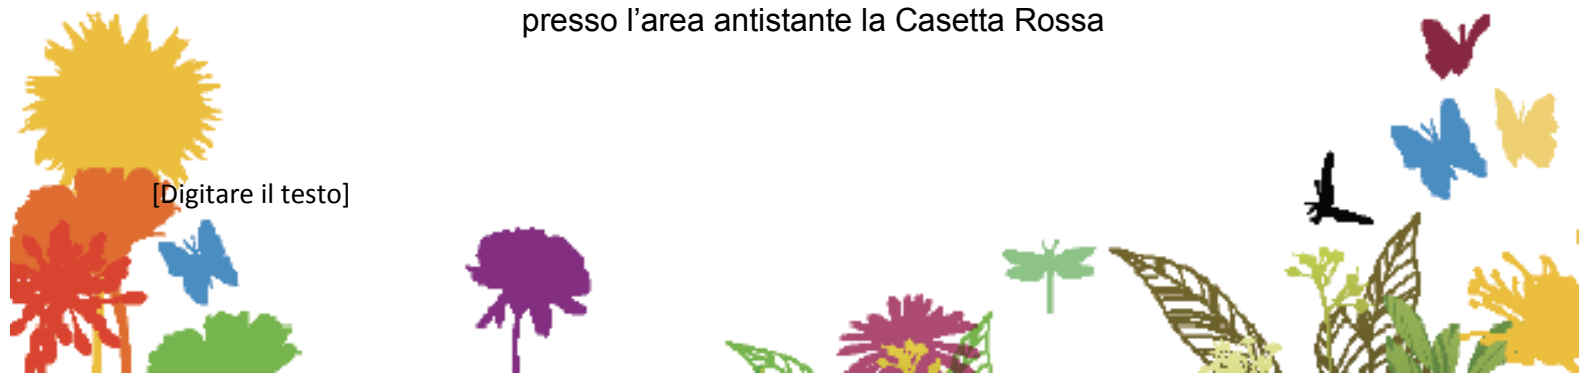 presso l’area antistante la Casetta Rossa
[Digitare il testo]